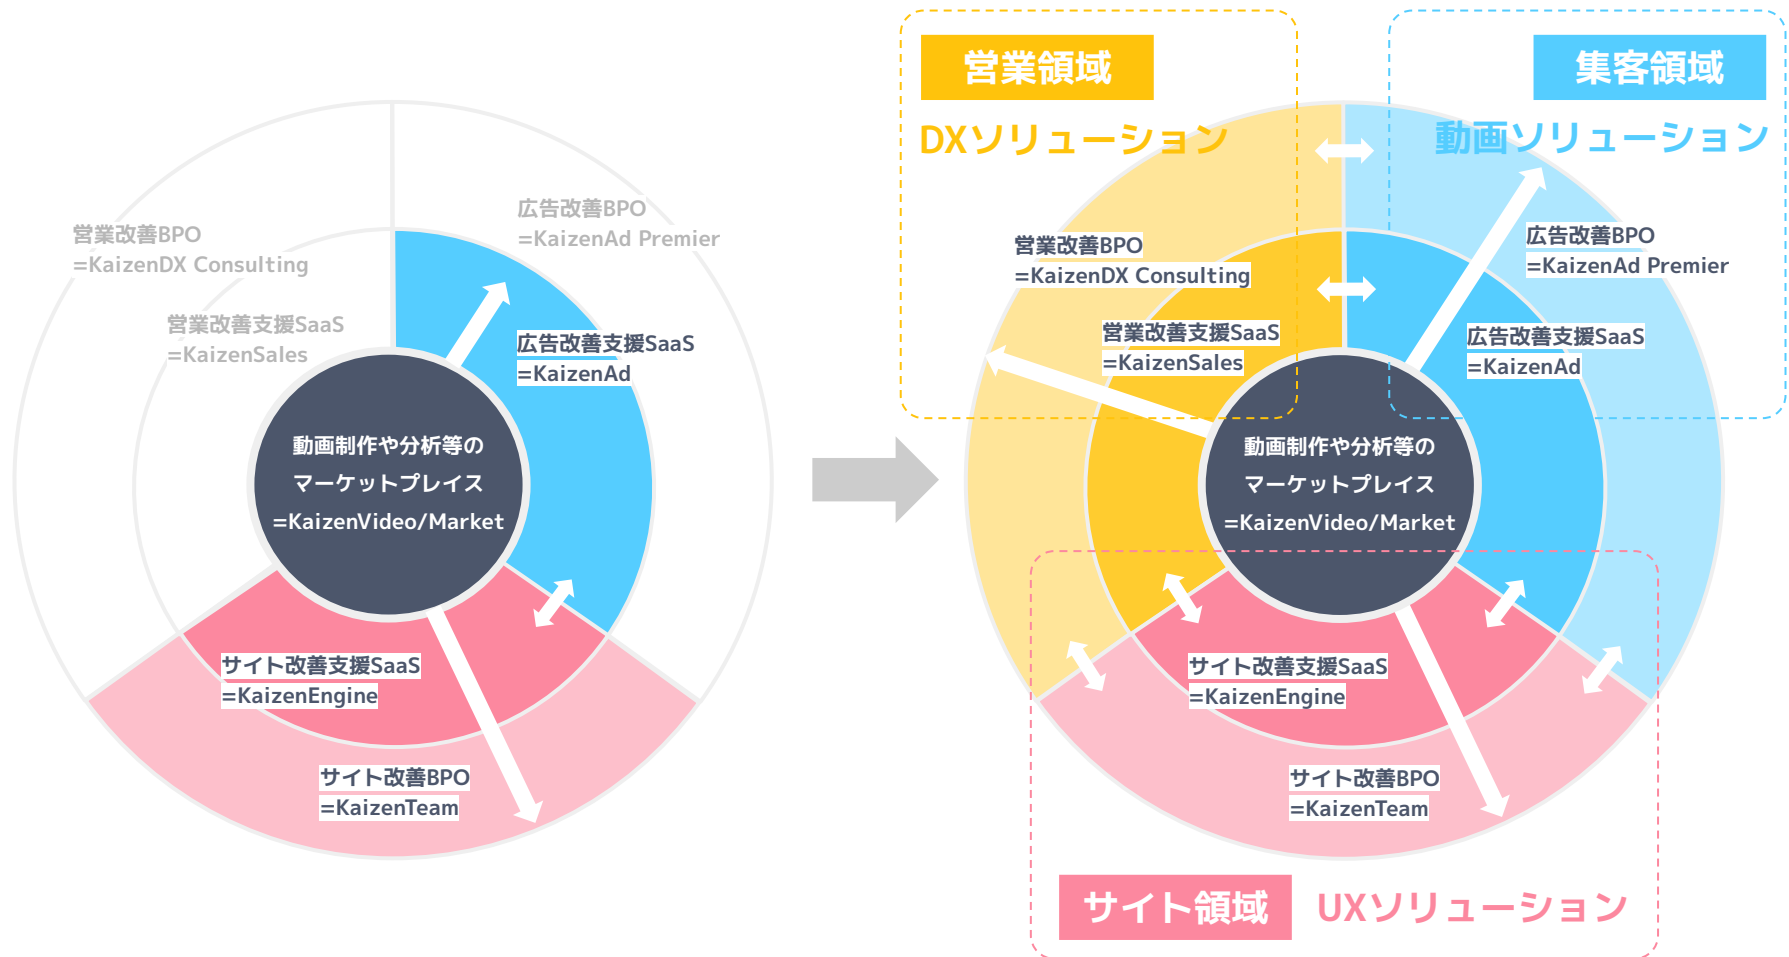 営業改善BPO
=KaizenDX Consulting
広告改善BPO
=KaizenAd Premier
営業改善支援SaaS
=KaizenSales
広告改善支援SaaS
=KaizenAd
動画制作や分析等の
マーケットプレイス
=KaizenVideo/Market
サイト改善支援SaaS
=KaizenEngine
サイト改善BPO
=KaizenTeam
営業領域
DXソリューション
集客領域
動画ソリューション
営業改善BPO
=KaizenDX Consulting
広告改善BPO
=KaizenAd Premier
営業改善支援SaaS
=KaizenSales
広告改善支援SaaS
=KaizenAd
動画制作や分析等の
マーケットプレイス
=KaizenVideo/Market
サイト改善支援SaaS
=KaizenEngine
サイト改善BPO
=KaizenTeam
サイト領域
UXソリューション